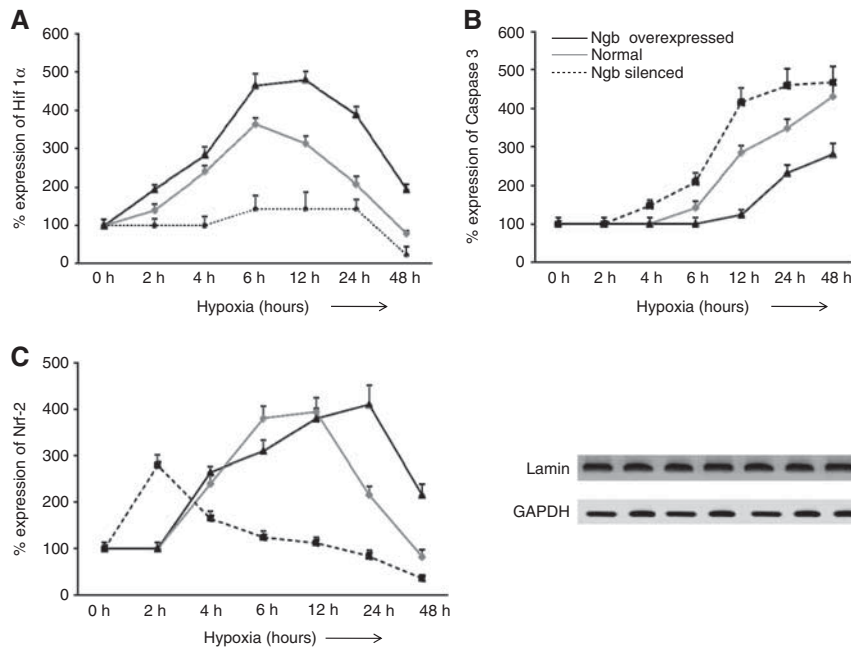 A
% expression of Hif 1α
600
500
400
300
200
100
0
0 h 2 h 4 h 6 h 12 h 24 h 48 h
Hypoxia (hours)
B
% expression of Caspase 3
600
500
400
300
200
100
0
Ngb overexpressed
Normal
Ngb silenced
0 h 2 h 4 h 6 h 12 h 24 h 48 h
Hypoxia (hours)
C
% expression of Nrf-2
500
400
300
200
100
0
0 h 2 h 4 h 6 h 12 h 24 h 48 h
Hypoxia (hours)
Lamin
GAPDH